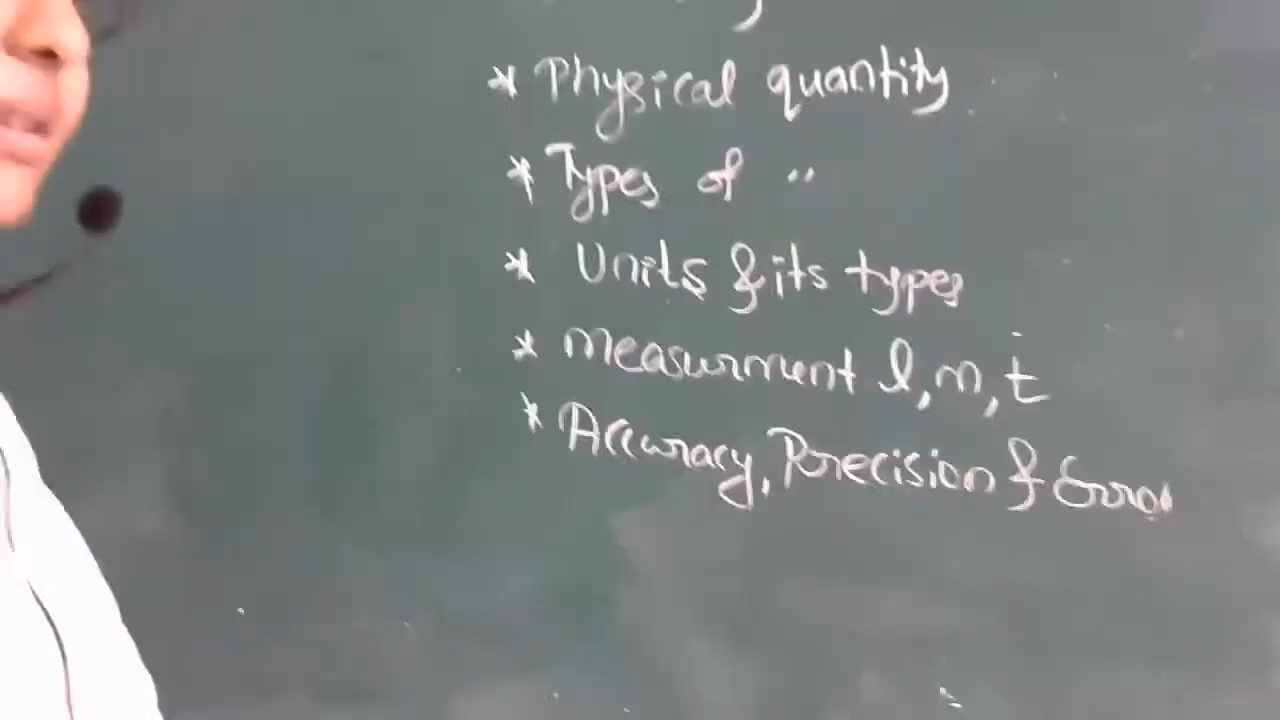 * Physical quantity
* Types of "
* Units & its types
* measurment l, m, t
* Accuracy, Precision & Error